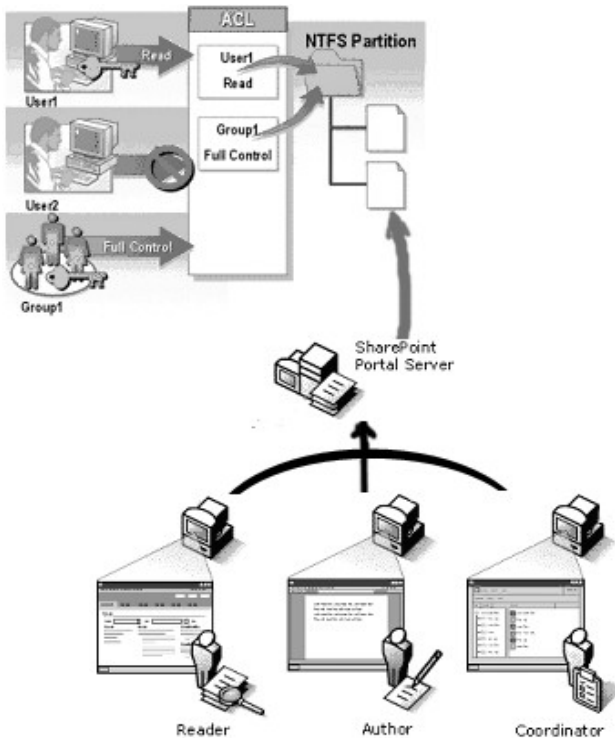 ACL
NTFS Partition
User1
Read
Read
User1
Group1
Full Control
User2
Full Control
Group1
SharePoint
Portal Server
Reader
Author
Coordinator